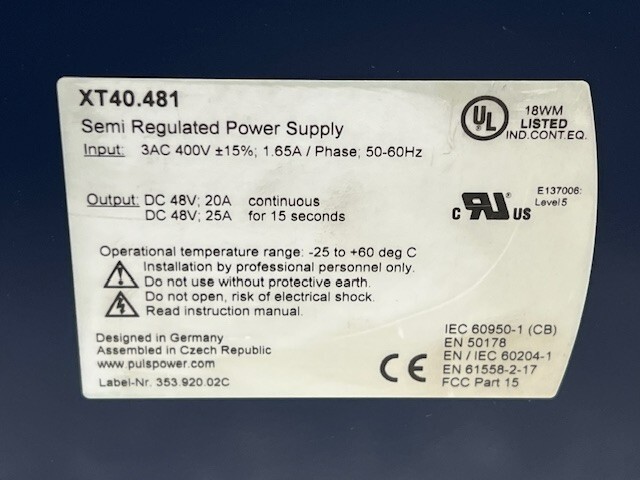 XT40.481
Semi Regulated Power Supply
Input: 3AC 400V ±15%; 1.65A / Phase; 50-60Hz
Output: DC 48V; 20A continuous
DC 48V; 25A for 15 seconds
Operational temperature range: -25 to +60 deg C
Installation by professional personnel only.
Do not use without protective earth.
Do not open, risk of electrical shock.
Read instruction manual.
Designed in Germany
Assembled in Czech Republic
www.pulspower.com
Label-Nr. 353.920.02C
UL
18WM
LISTED
IND.CONT.EQ.
C RU US
E137006:
Level 5
CE
IEC 60950-1 (CB)
EN 50178
EN / IEC 60204-1
EN 61558-2-17
FCC Part 15